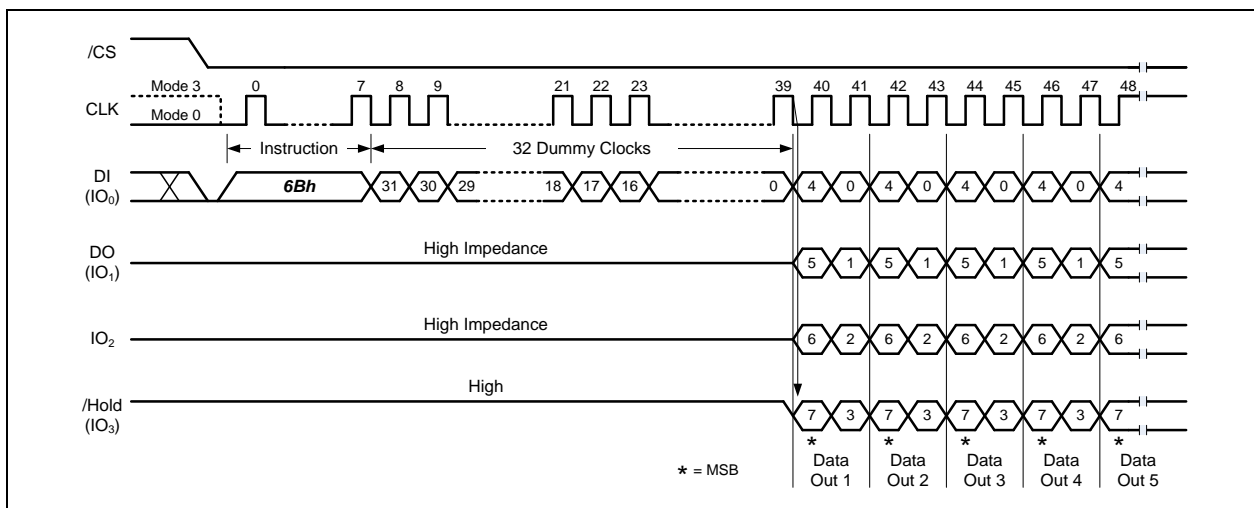 /CS
Mode 3 0 7 8 9 21 22 23 39 40 41 42 43 44 45 46 47 48
CLK
Mode 0
Instruction 32 Dummy Clocks
DI
(IO0)
6Bh 31 30 29 18 17 16 0 4 0 4 0 4 0 4 0 4
DO
(IO1)
High Impedance 5 1 5 1 5 1 5 1 5
IO2
High Impedance 6 2 6 2 6 2 6 2 6
/Hold
(IO3)
High 7 3 7 3 7 3 7 3 7
* * * * *
* = MSB
Data Out 1
Data Out 2
Data Out 3
Data Out 4
Data Out 5